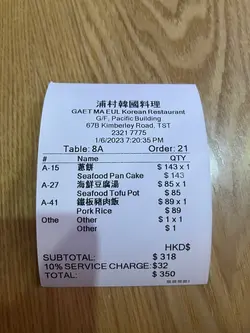 浦村韓國料理
GAET MA EUL Korean Restaurant
G/F, Pacific Building
67B Kimberley Road, TST
2321 7775
1/6/2023 7:20:35 PM
Table: 8A Order: 21
# Name QTY
A-15 蔥餅 $ 143 x 1
Seafood Pan Cake $ 143
A-27 海鮮豆腐湯 $ 85 x 1
Seafood Tofu Pot $ 85
A-41 鐵板豬肉飯 $ 89 x 1
Pork Rice $ 89
Othe Other $ 1 x 1
$ 1
HKD$
SUBTOTAL: $ 318
10% SERVICE CHARGE: $32
TOTAL: $ 350